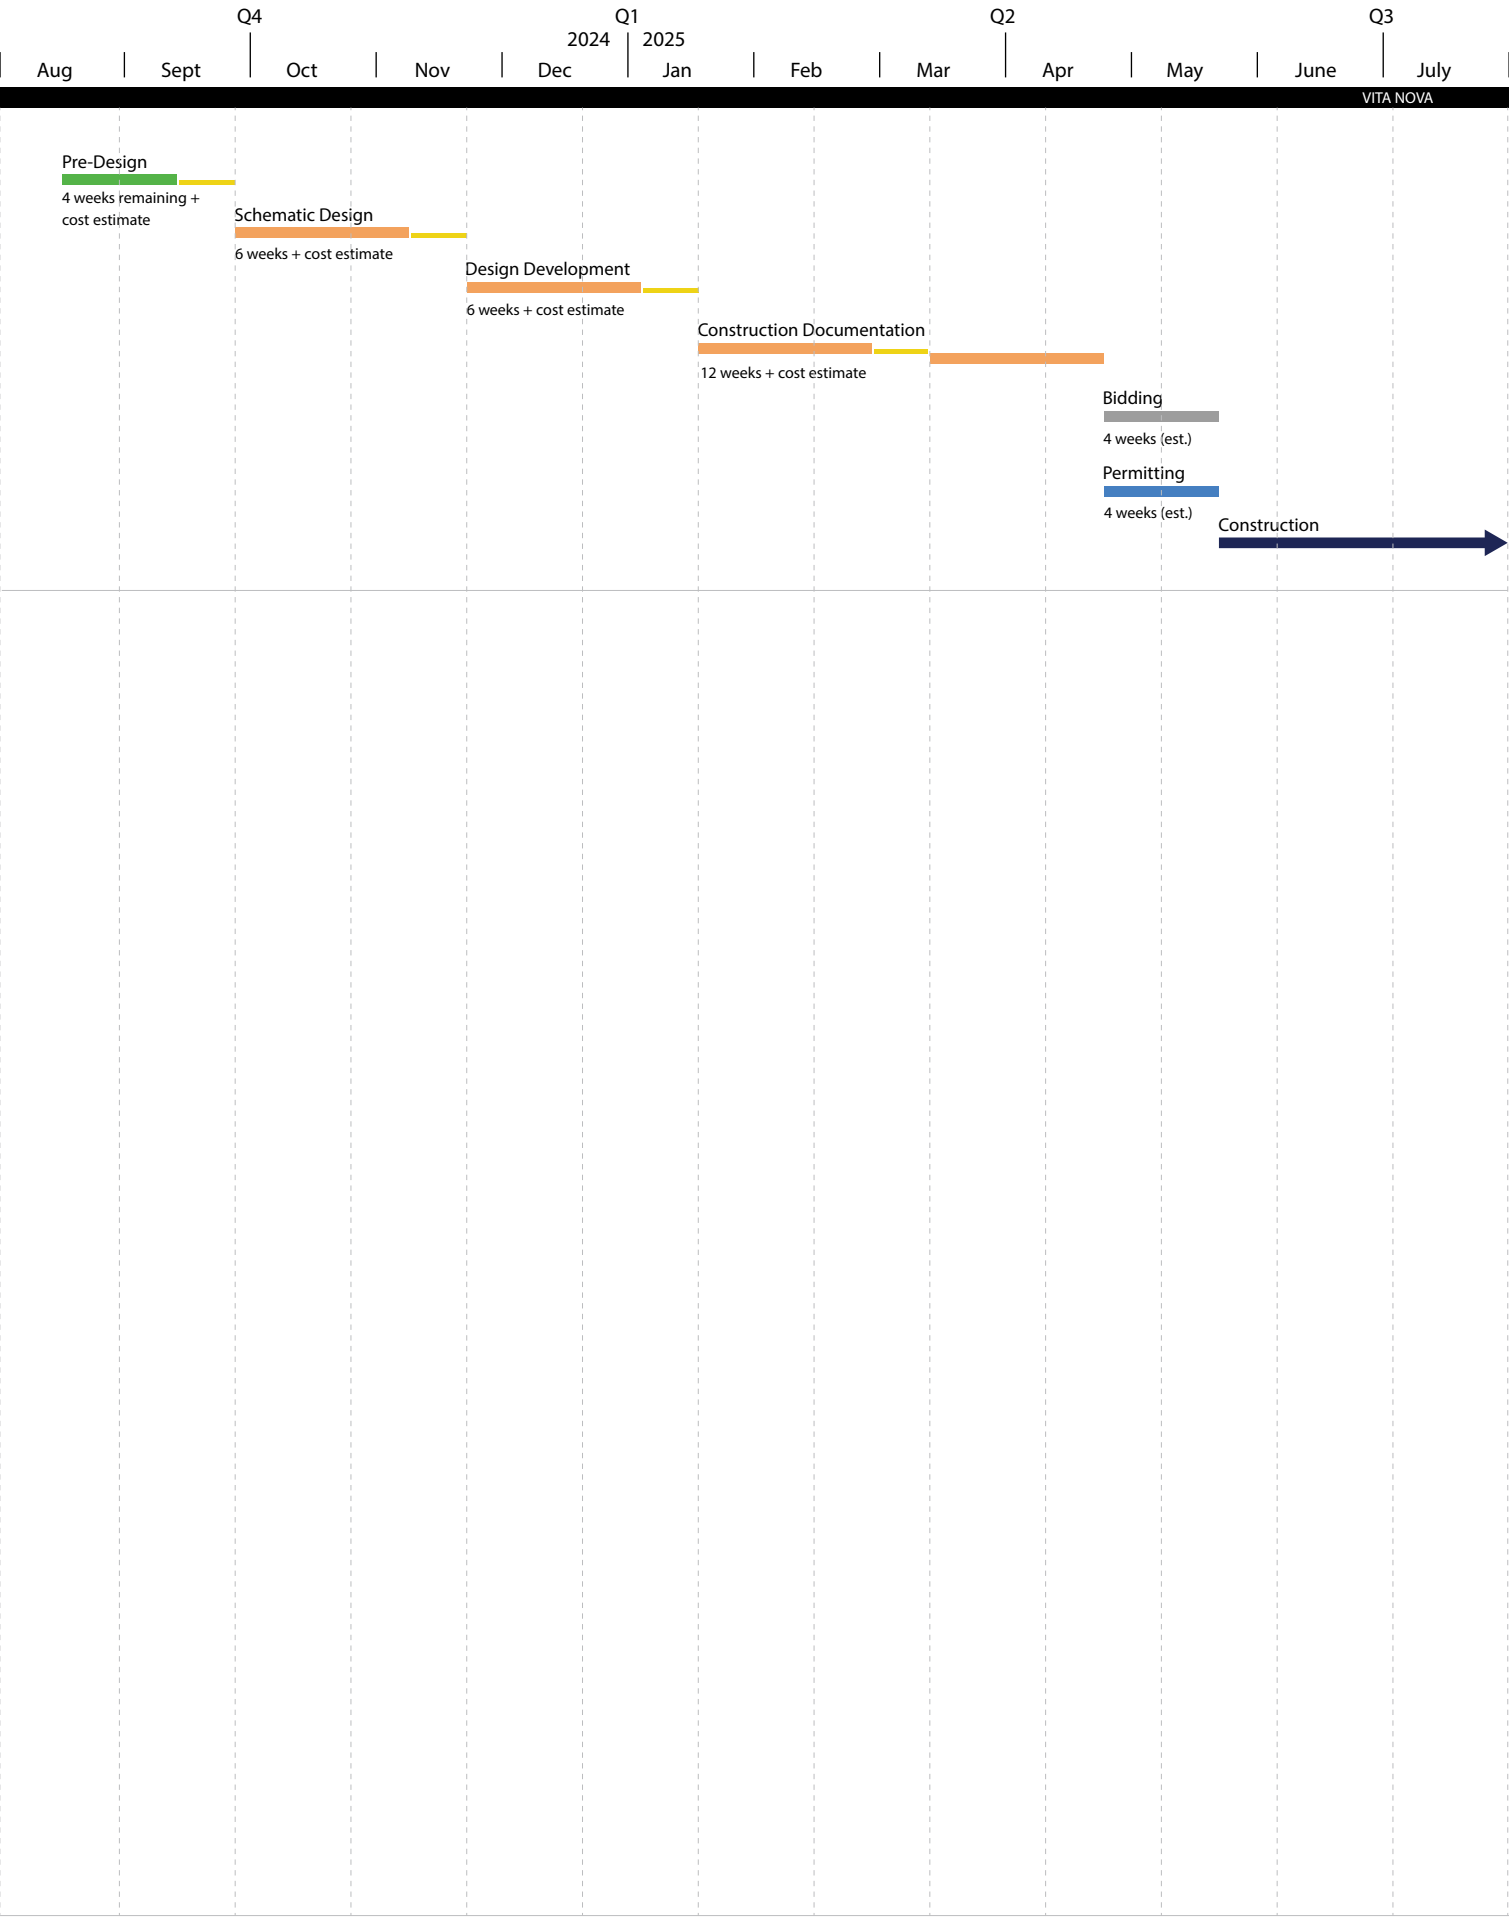 Q4 Q1 Q2 Q3
2024 2025
Aug Sept Oct Nov Dec Jan Feb Mar Apr May June July
VITA NOVA
Pre-Design
4 weeks remaining +
cost estimate
Schematic Design
6 weeks + cost estimate
Design Development
6 weeks + cost estimate
Construction Documentation
12 weeks + cost estimate
Bidding
4 weeks (est.)
Permitting
4 weeks (est.)
Construction